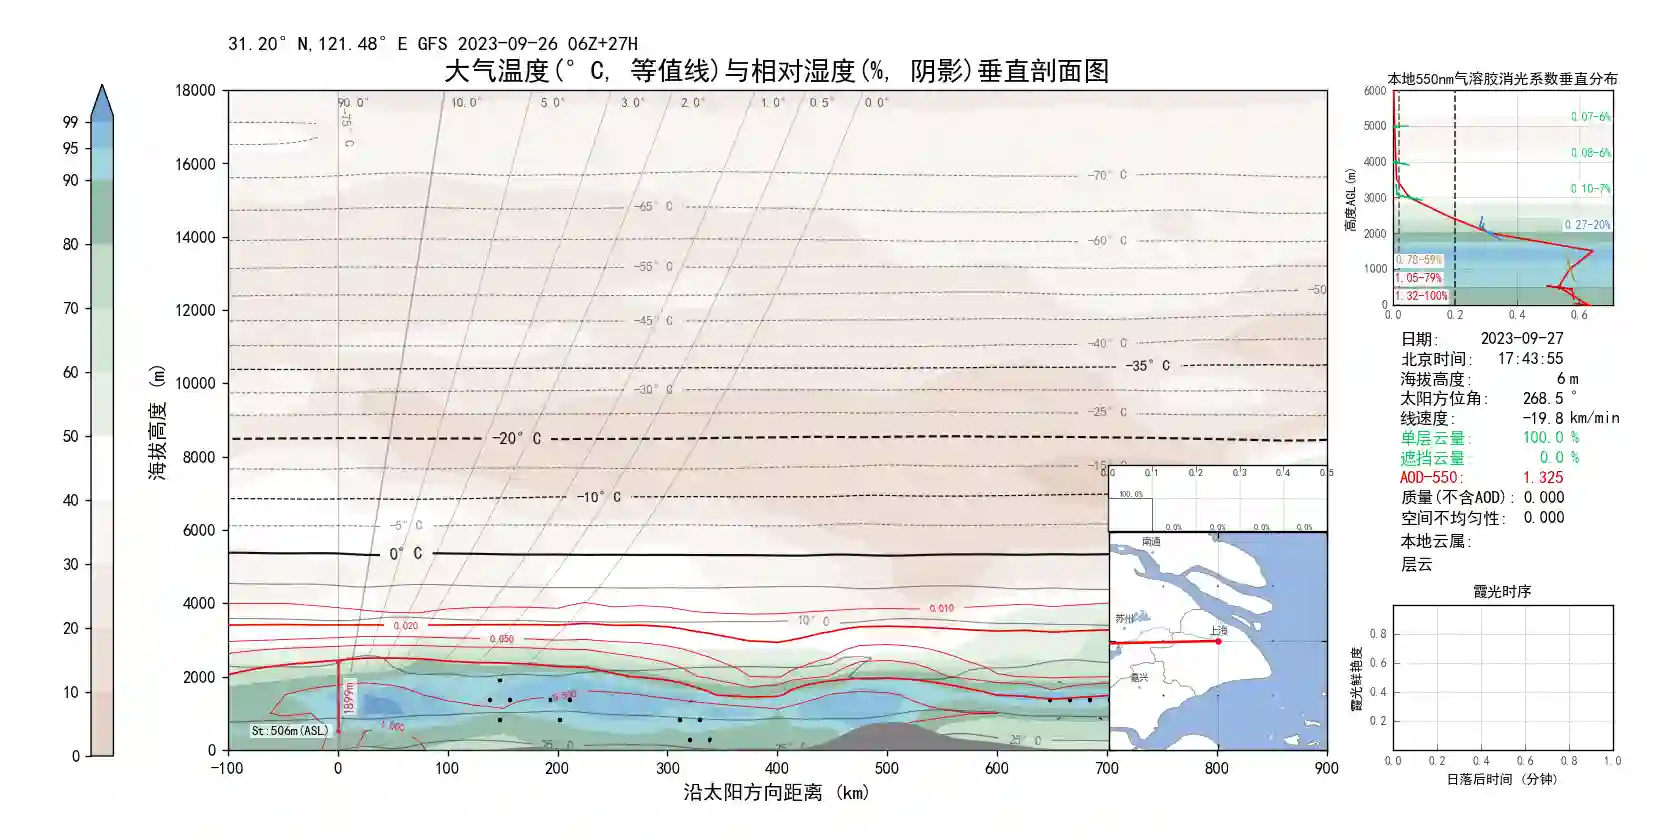 31.20° N,121.48° E GFS 2023-09-26 06Z+27H
大气温度(° C, 等值线)与相对湿度(%, 阴影)垂直剖面图
99
95
90
80
70
60
50
40
30
20
10
0
海拔高度 (m)
18000
16000
14000
12000
10000
8000
6000
4000
2000
0
90.0°
10.0°
5.0°
3.0°
2.0°
1.0°
0.5°
0.0°
-75° C
-70° C
-65° C
-60° C
-55° C
-50
-45° C
-40° C
-35° C
-30° C
-25° C
-20° C
-10° C
-5° C
0° C
0.010
0.020
10° C
0.050
0.500
1899m
1.000
St:506m(ASL)
25° C
25° C
25° C
-100
0
100
200
300
400
500
600
700
800
900
沿太阳方向距离 (km)
0.0 0.1 0.2 0.3 0.4 0.5
100.0%
0.0% 0.0% 0.0% 0.0%
南通
苏州
上海
嘉兴
本地550nm气溶胶消光系数垂直分布
高度AGL(m)
6000
5000
4000
3000
2000
1000
0
0.07-6%
0.08-6%
0.10-7%
0.27-20%
0.78-59%
1.05-79%
1.32-100%
0.0 0.2 0.4 0.6
日期: 2023-09-27
北京时间: 17:43:55
海拔高度: 6 m
太阳方位角: 268.5 °
线速度: -19.8 km/min
单层云量: 100.0 %
遮挡云量: 0.0 %
AOD-550: 1.325
质量(不含AOD): 0.000
空间不均匀性: 0.000
本地云属:
层云
霞光时序
霞光鲜艳度
0.8
0.6
0.4
0.2
0.0 0.2 0.4 0.6 0.8 1.0
日落后时间 (分钟)